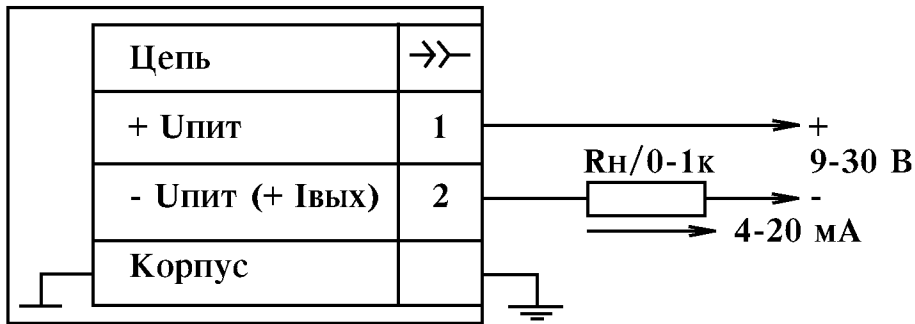 Цепь
+ Uпит 1 +
9-30 В
Rн/0-1к
- Uпит (+ Iвых) 2 -
4-20 мА
Корпус